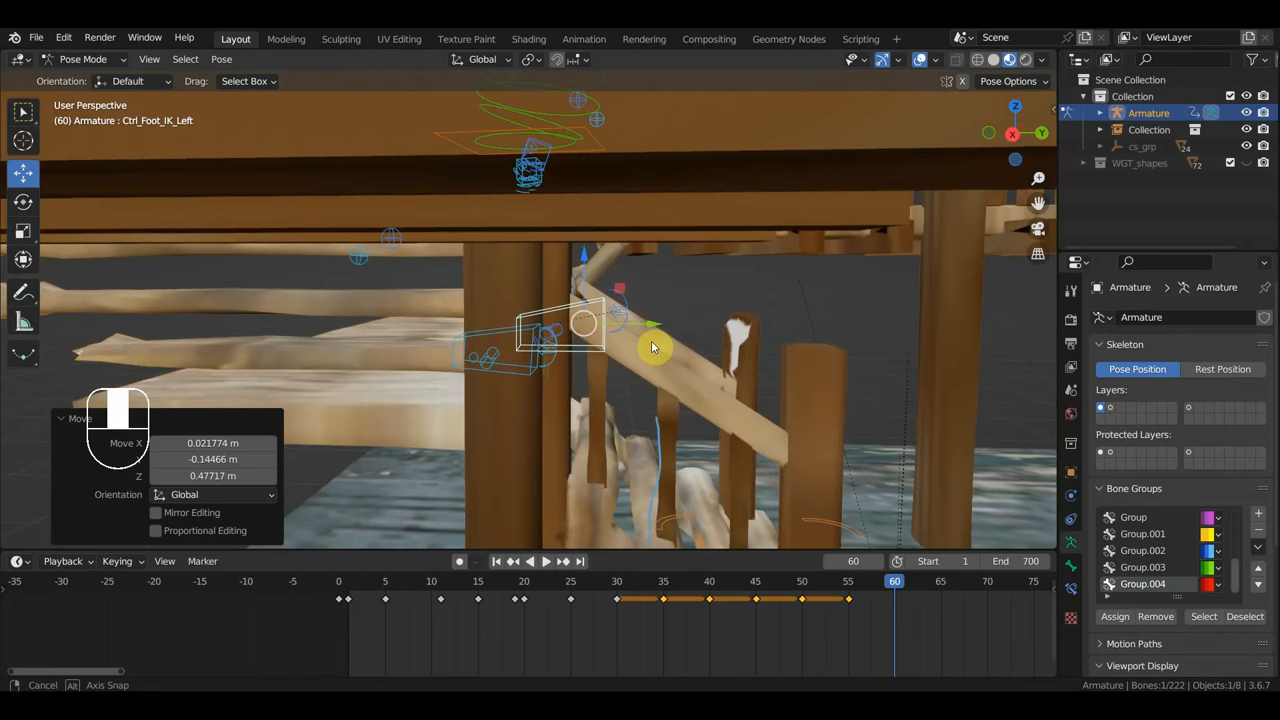 File Edit Render Window Help Layout Modeling Sculpting UV Editing Texture Paint Shading Animation Rendering Compositing Geometry Nodes Scripting + Scene ViewLayer
Pose Mode View Select Pose Global
Orientation: Default Drag: Select Box X Pose Options
User Perspective
(60) Armature : Ctrl_Foot_IK_Left
Z
X
Y
Scene Collection
Collection
Armature
Collection
cs_grp 24
WGT_shapes 72
Armature Armature
Armature
Skeleton
Pose Position Rest Position
Layers:
Protected Layers:
Bone Groups
Group
Group.001
Group.002
Group.003
Group.004
Assign Remove Select Deselect
Motion Paths
Viewport Display
Move
Move X 0.021774 m
-0.14466 m
Z 0.47717 m
Orientation Global
Mirror Editing
Proportional Editing
Playback Keying View Marker 60 Start 1 End 700
-35 -30 -25 -20 -15 -10 -5 0 5 10 15 20 25 30 35 40 45 50 55 60 65 70 75
Cancel Alt Axis Snap Armature | Bones:1/222 | Objects:1/8 | 3.6.7